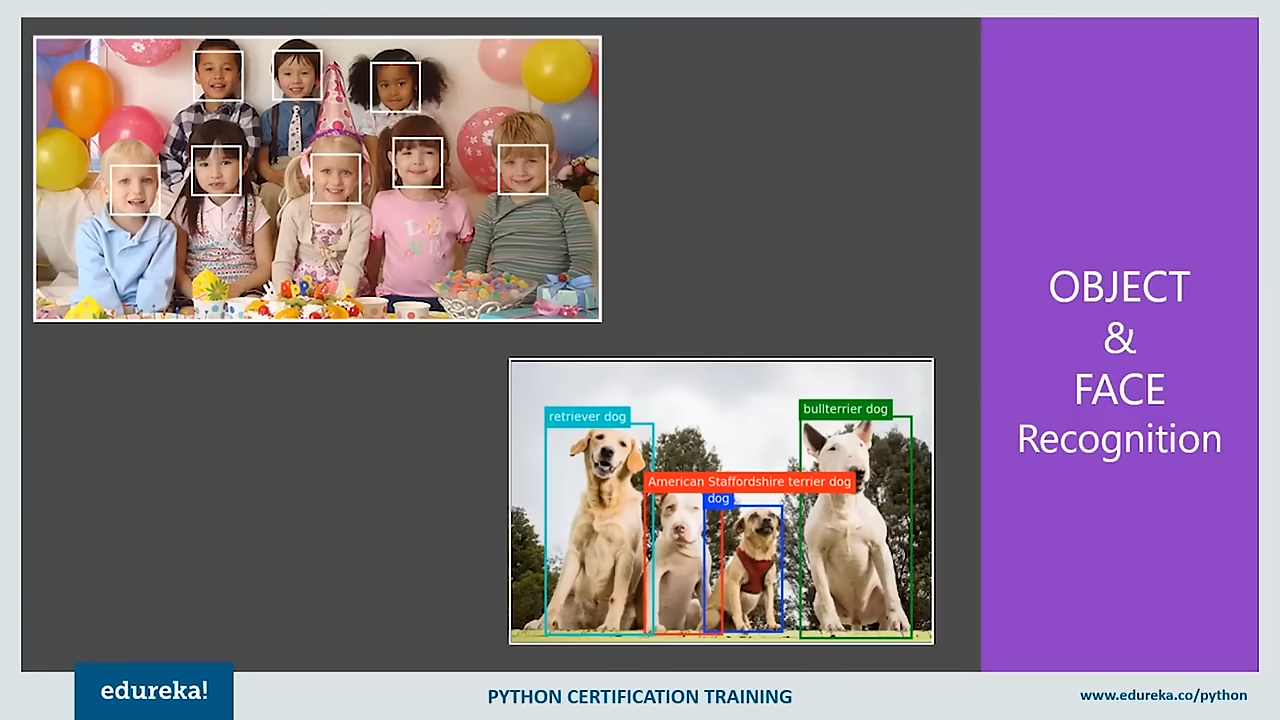 retriever dog
bullterrier dog
American Staffordshire terrier dog
dog
OBJECT
&
FACE
Recognition
edureka!
PYTHON CERTIFICATION TRAINING
www.edureka.co/python